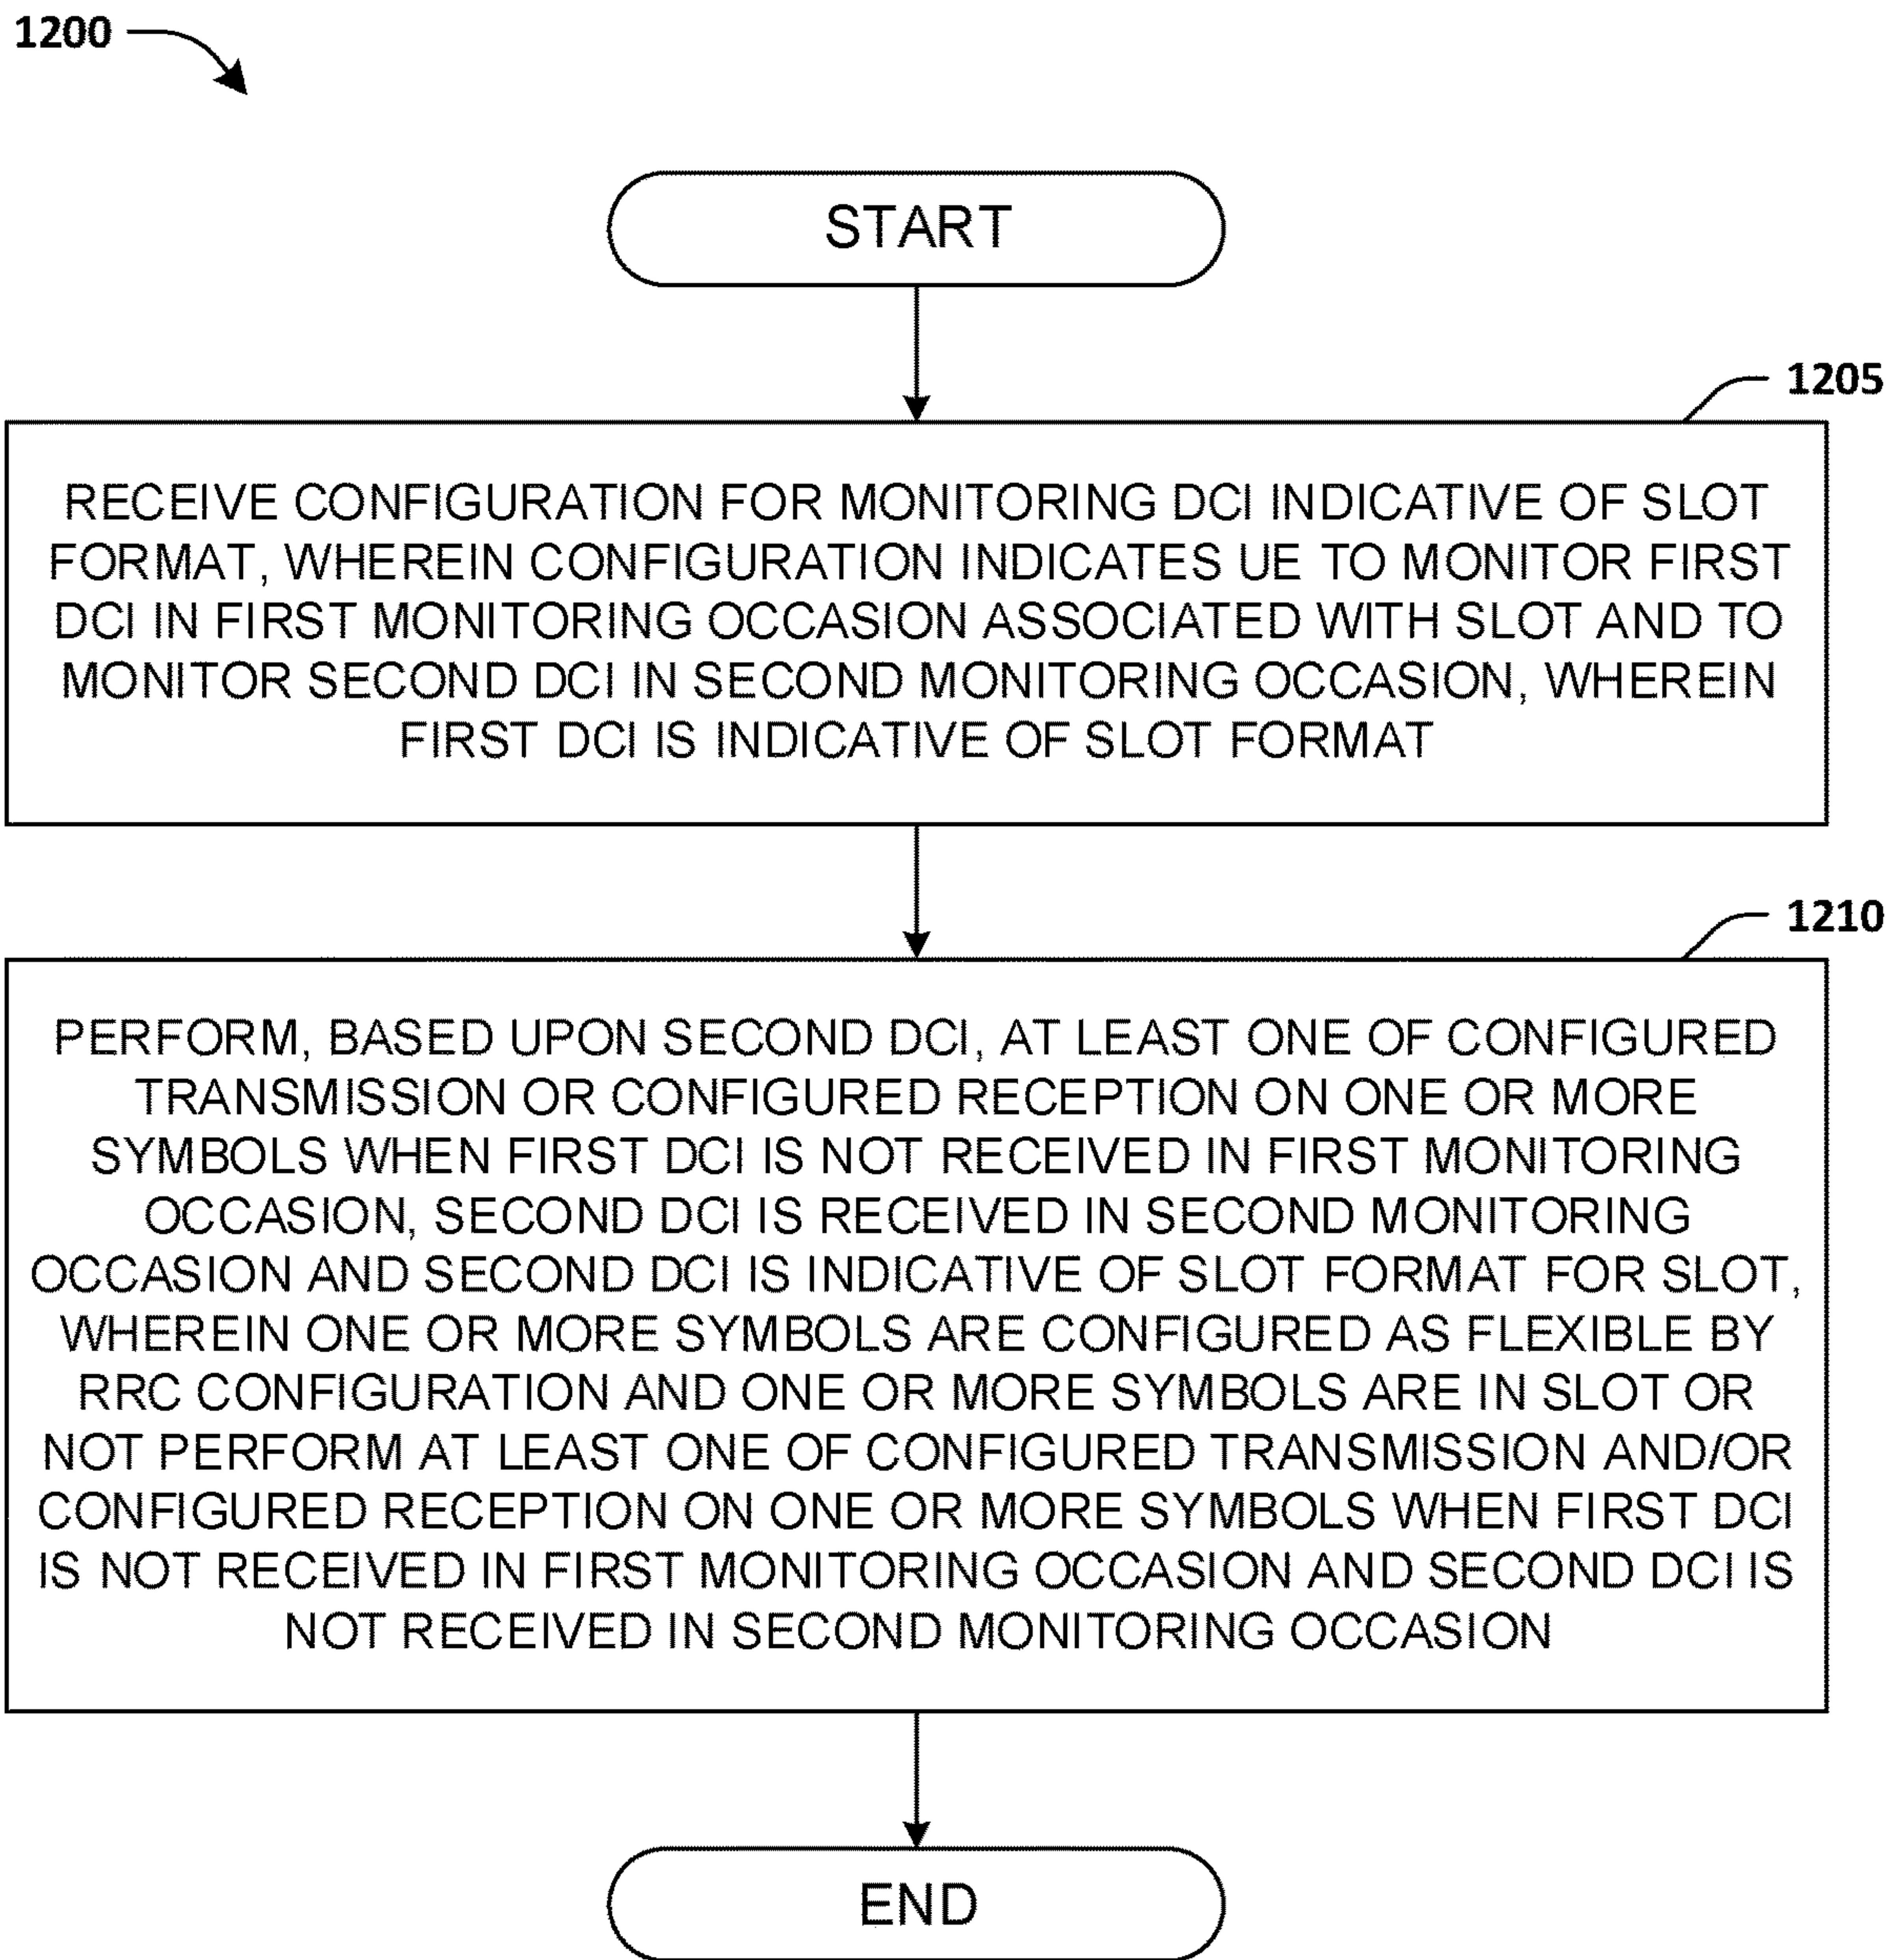 1200
START
1205
RECEIVE CONFIGURATION FOR MONITORING DCI INDICATIVE OF SLOT
FORMAT, WHEREIN CONFIGURATION INDICATES UE TO MONITOR FIRST
DCI IN FIRST MONITORING OCCASION ASSOCIATED WITH SLOT AND TO
MONITOR SECOND DCI IN SECOND MONITORING OCCASION, WHEREIN
FIRST DCI IS INDICATIVE OF SLOT FORMAT
1210
PERFORM, BASED UPON SECOND DCI, AT LEAST ONE OF CONFIGURED
TRANSMISSION OR CONFIGURED RECEPTION ON ONE OR MORE
SYMBOLS WHEN FIRST DCI IS NOT RECEIVED IN FIRST MONITORING
OCCASION, SECOND DCI IS RECEIVED IN SECOND MONITORING
OCCASION AND SECOND DCI IS INDICATIVE OF SLOT FORMAT FOR SLOT,
WHEREIN ONE OR MORE SYMBOLS ARE CONFIGURED AS FLEXIBLE BY
RRC CONFIGURATION AND ONE OR MORE SYMBOLS ARE IN SLOT OR
NOT PERFORM AT LEAST ONE OF CONFIGURED TRANSMISSION AND/OR
CONFIGURED RECEPTION ON ONE OR MORE SYMBOLS WHEN FIRST DCI
IS NOT RECEIVED IN FIRST MONITORING OCCASION AND SECOND DCI IS
NOT RECEIVED IN SECOND MONITORING OCCASION
END